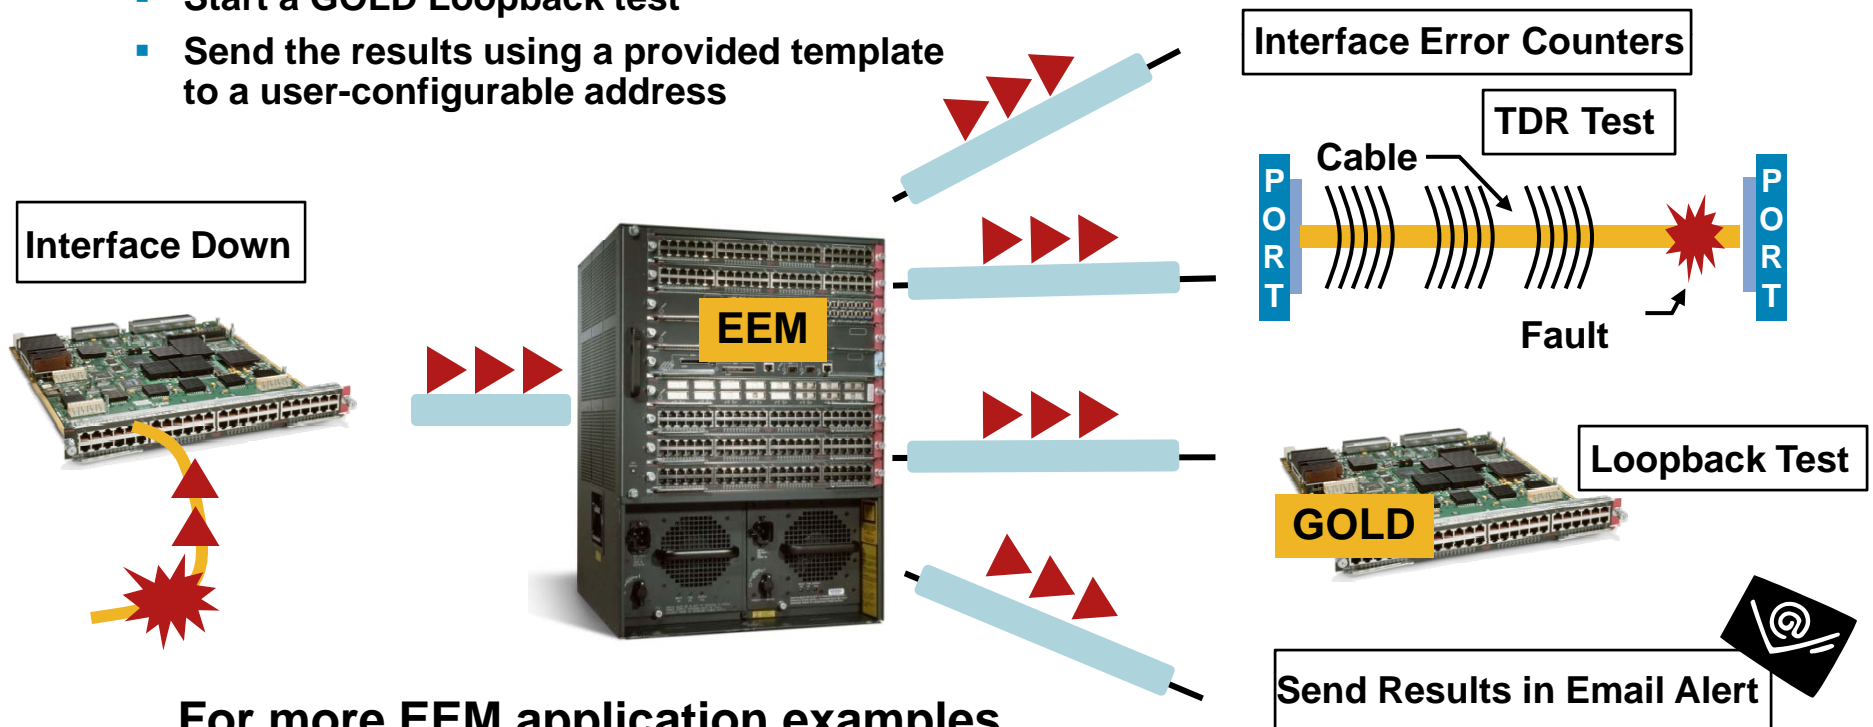 Start a GOLD Loopback test
Send the results using a provided template
to a user-configurable address
Interface Error Counters
TDR Test
Cable
PORT
PORT
Fault
Interface Down
EEM
Loopback Test
GOLD
Send Results in Email Alert
For more EEM application examples